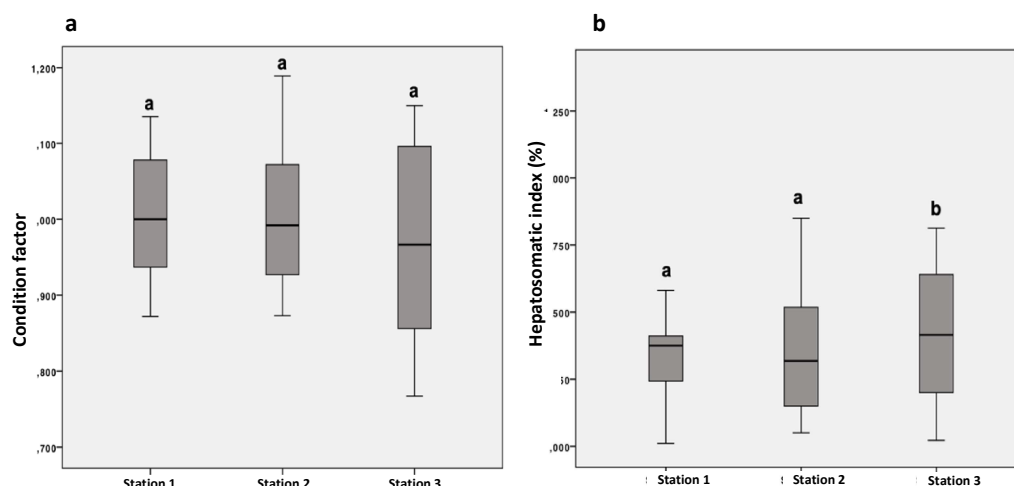 a
1,200
,100
,000
,900
,800
,700
Condition factor
a
a
a
Station 1
Station 2
Station 3
b
250
000
750
500
50
,000
Hepatosomatic index (%)
a
a
b
Station 1
Station 2
Station 3